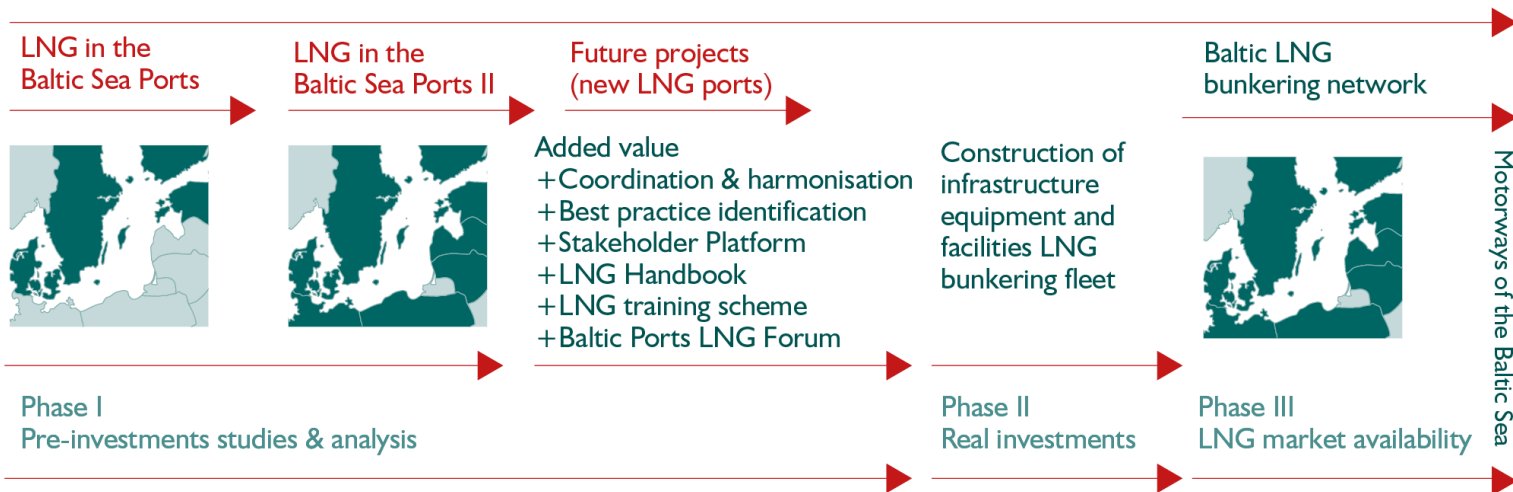 LNG in the
Baltic Sea Ports
LNG in the
Baltic Sea Ports II
Future projects
(new LNG ports)
Baltic LNG
bunkering network
Added value
+Coordination & harmonisation
+Best practice identification
+Stakeholder Platform
+LNG Handbook
+LNG training scheme
+Baltic Ports LNG Forum
Construction of
infrastructure
equipment and
facilities LNG
bunkering fleet
Motorways of the Baltic Sea
Phase I
Pre-investments studies & analysis
Phase II
Real investments
Phase III
LNG market availability